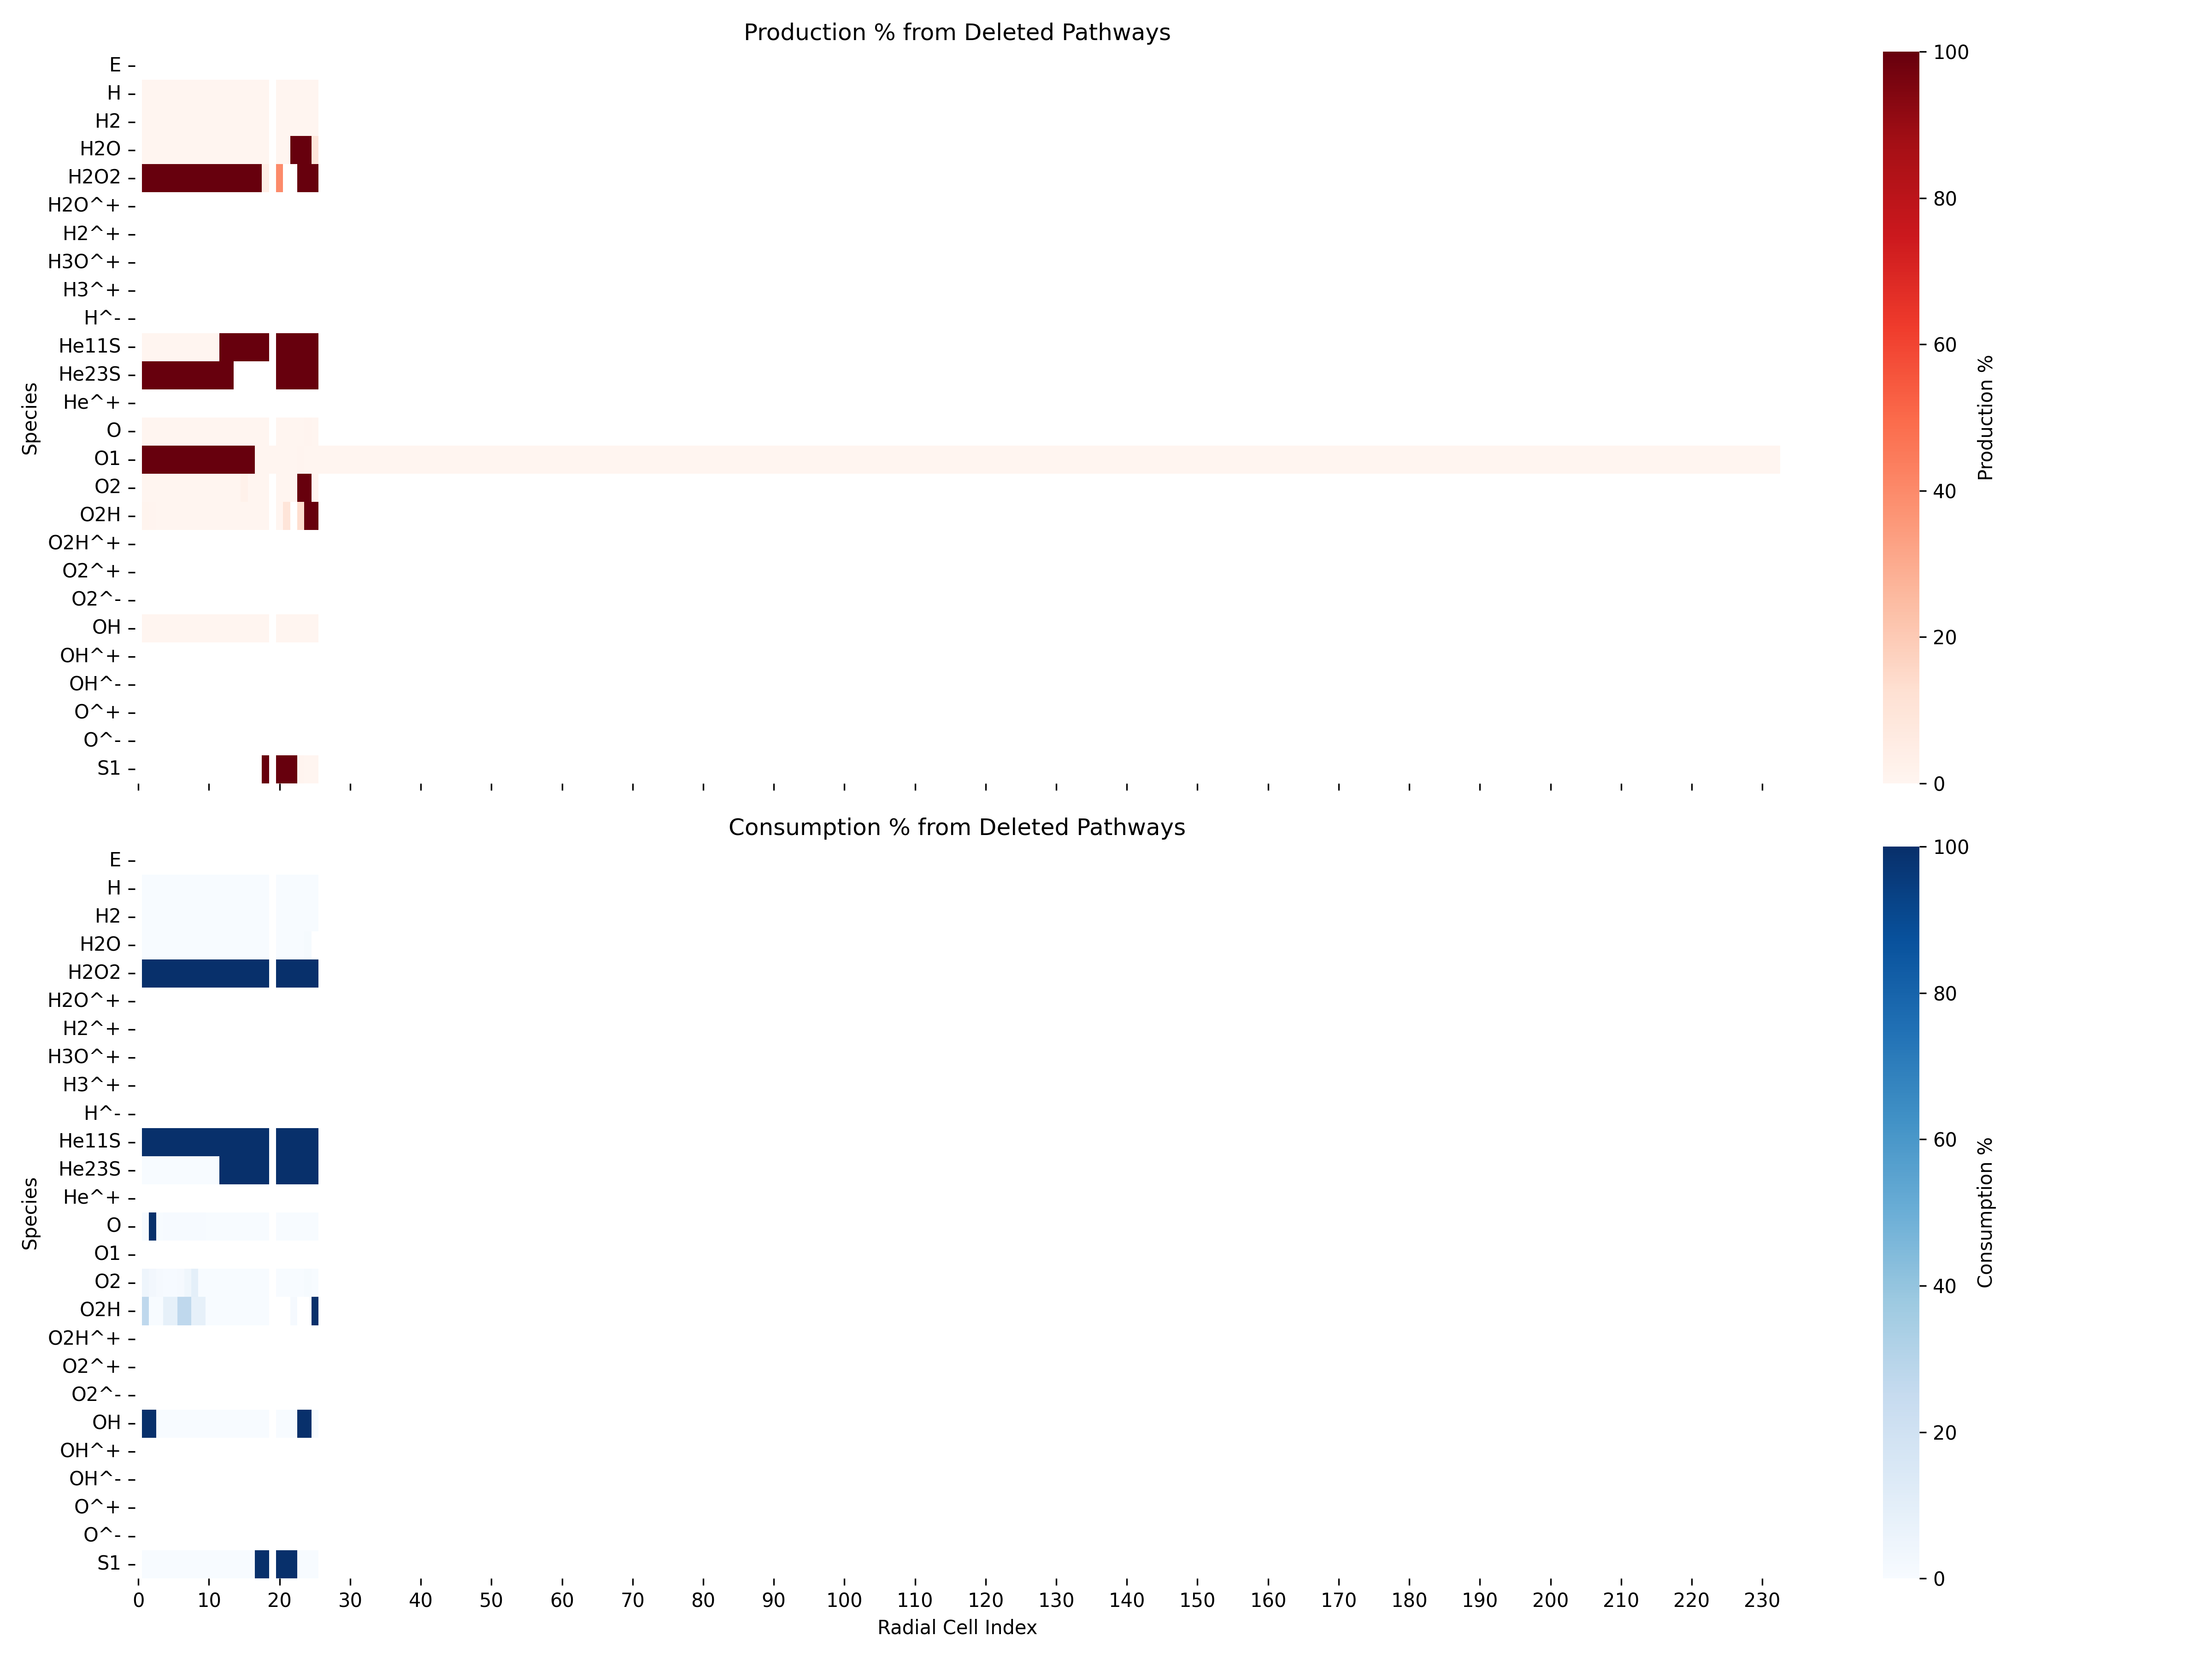 Production % from Deleted Pathways
Species
E
H
H2
H2O
H2O2
H2O^+
H2^+
H3O^+
H3^+
H^-
He11S
He23S
He^+
O
O1
O2
O2H
O2H^+
O2^+
O2^-
OH
OH^+
OH^-
O^+
O^-
S1
100
80
60
40
20
0
Production %
Consumption % from Deleted Pathways
Species
E
H
H2
H2O
H2O2
H2O^+
H2^+
H3O^+
H3^+
H^-
He11S
He23S
He^+
O
O1
O2
O2H
O2H^+
O2^+
O2^-
OH
OH^+
OH^-
O^+
O^-
S1
0 10 20 30 40 50 60 70 80 90 100 110 120 130 140 150 160 170 180 190 200 210 220 230
Radial Cell Index
100
80
60
40
20
0
Consumption %